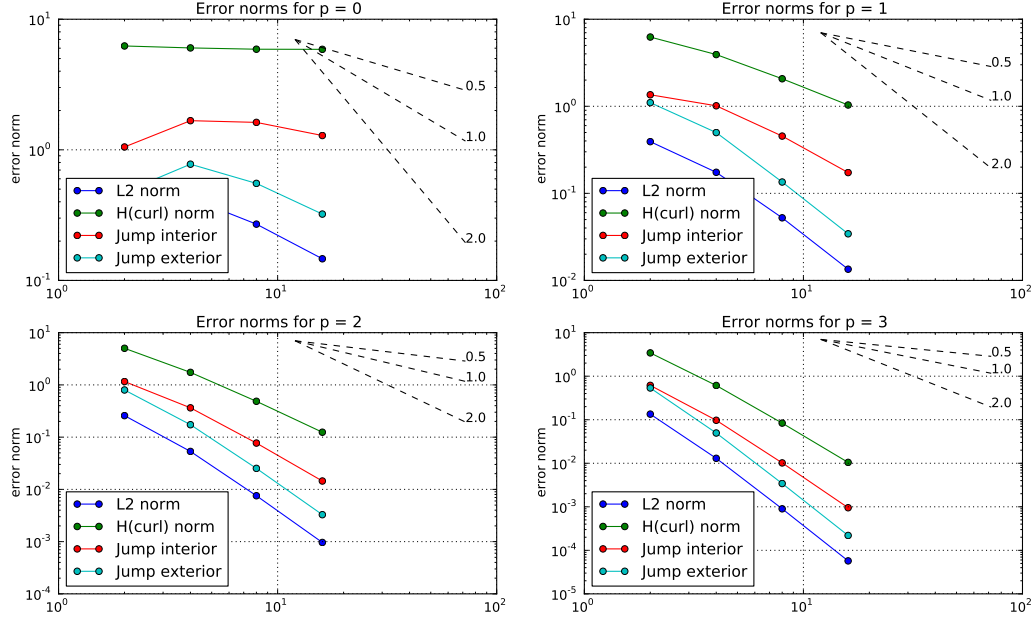 Error norms for p = 0
10^1
10^0
10^-1
error norm
0.5
1.0
2.0
L2 norm
H(curl) norm
Jump interior
Jump exterior
10^0
10^1
10^2
Error norms for p = 1
10^1
10^0
10^-1
10^-2
error norm
0.5
1.0
2.0
L2 norm
H(curl) norm
Jump interior
Jump exterior
10^0
10^1
10^2
Error norms for p = 2
10^1
10^0
10^-1
10^-2
10^-3
10^-4
error norm
0.5
1.0
2.0
L2 norm
H(curl) norm
Jump interior
Jump exterior
10^0
10^1
10^2
Error norms for p = 3
10^1
10^0
10^-1
10^-2
10^-3
10^-4
10^-5
error norm
0.5
1.0
2.0
L2 norm
H(curl) norm
Jump interior
Jump exterior
10^0
10^1
10^2